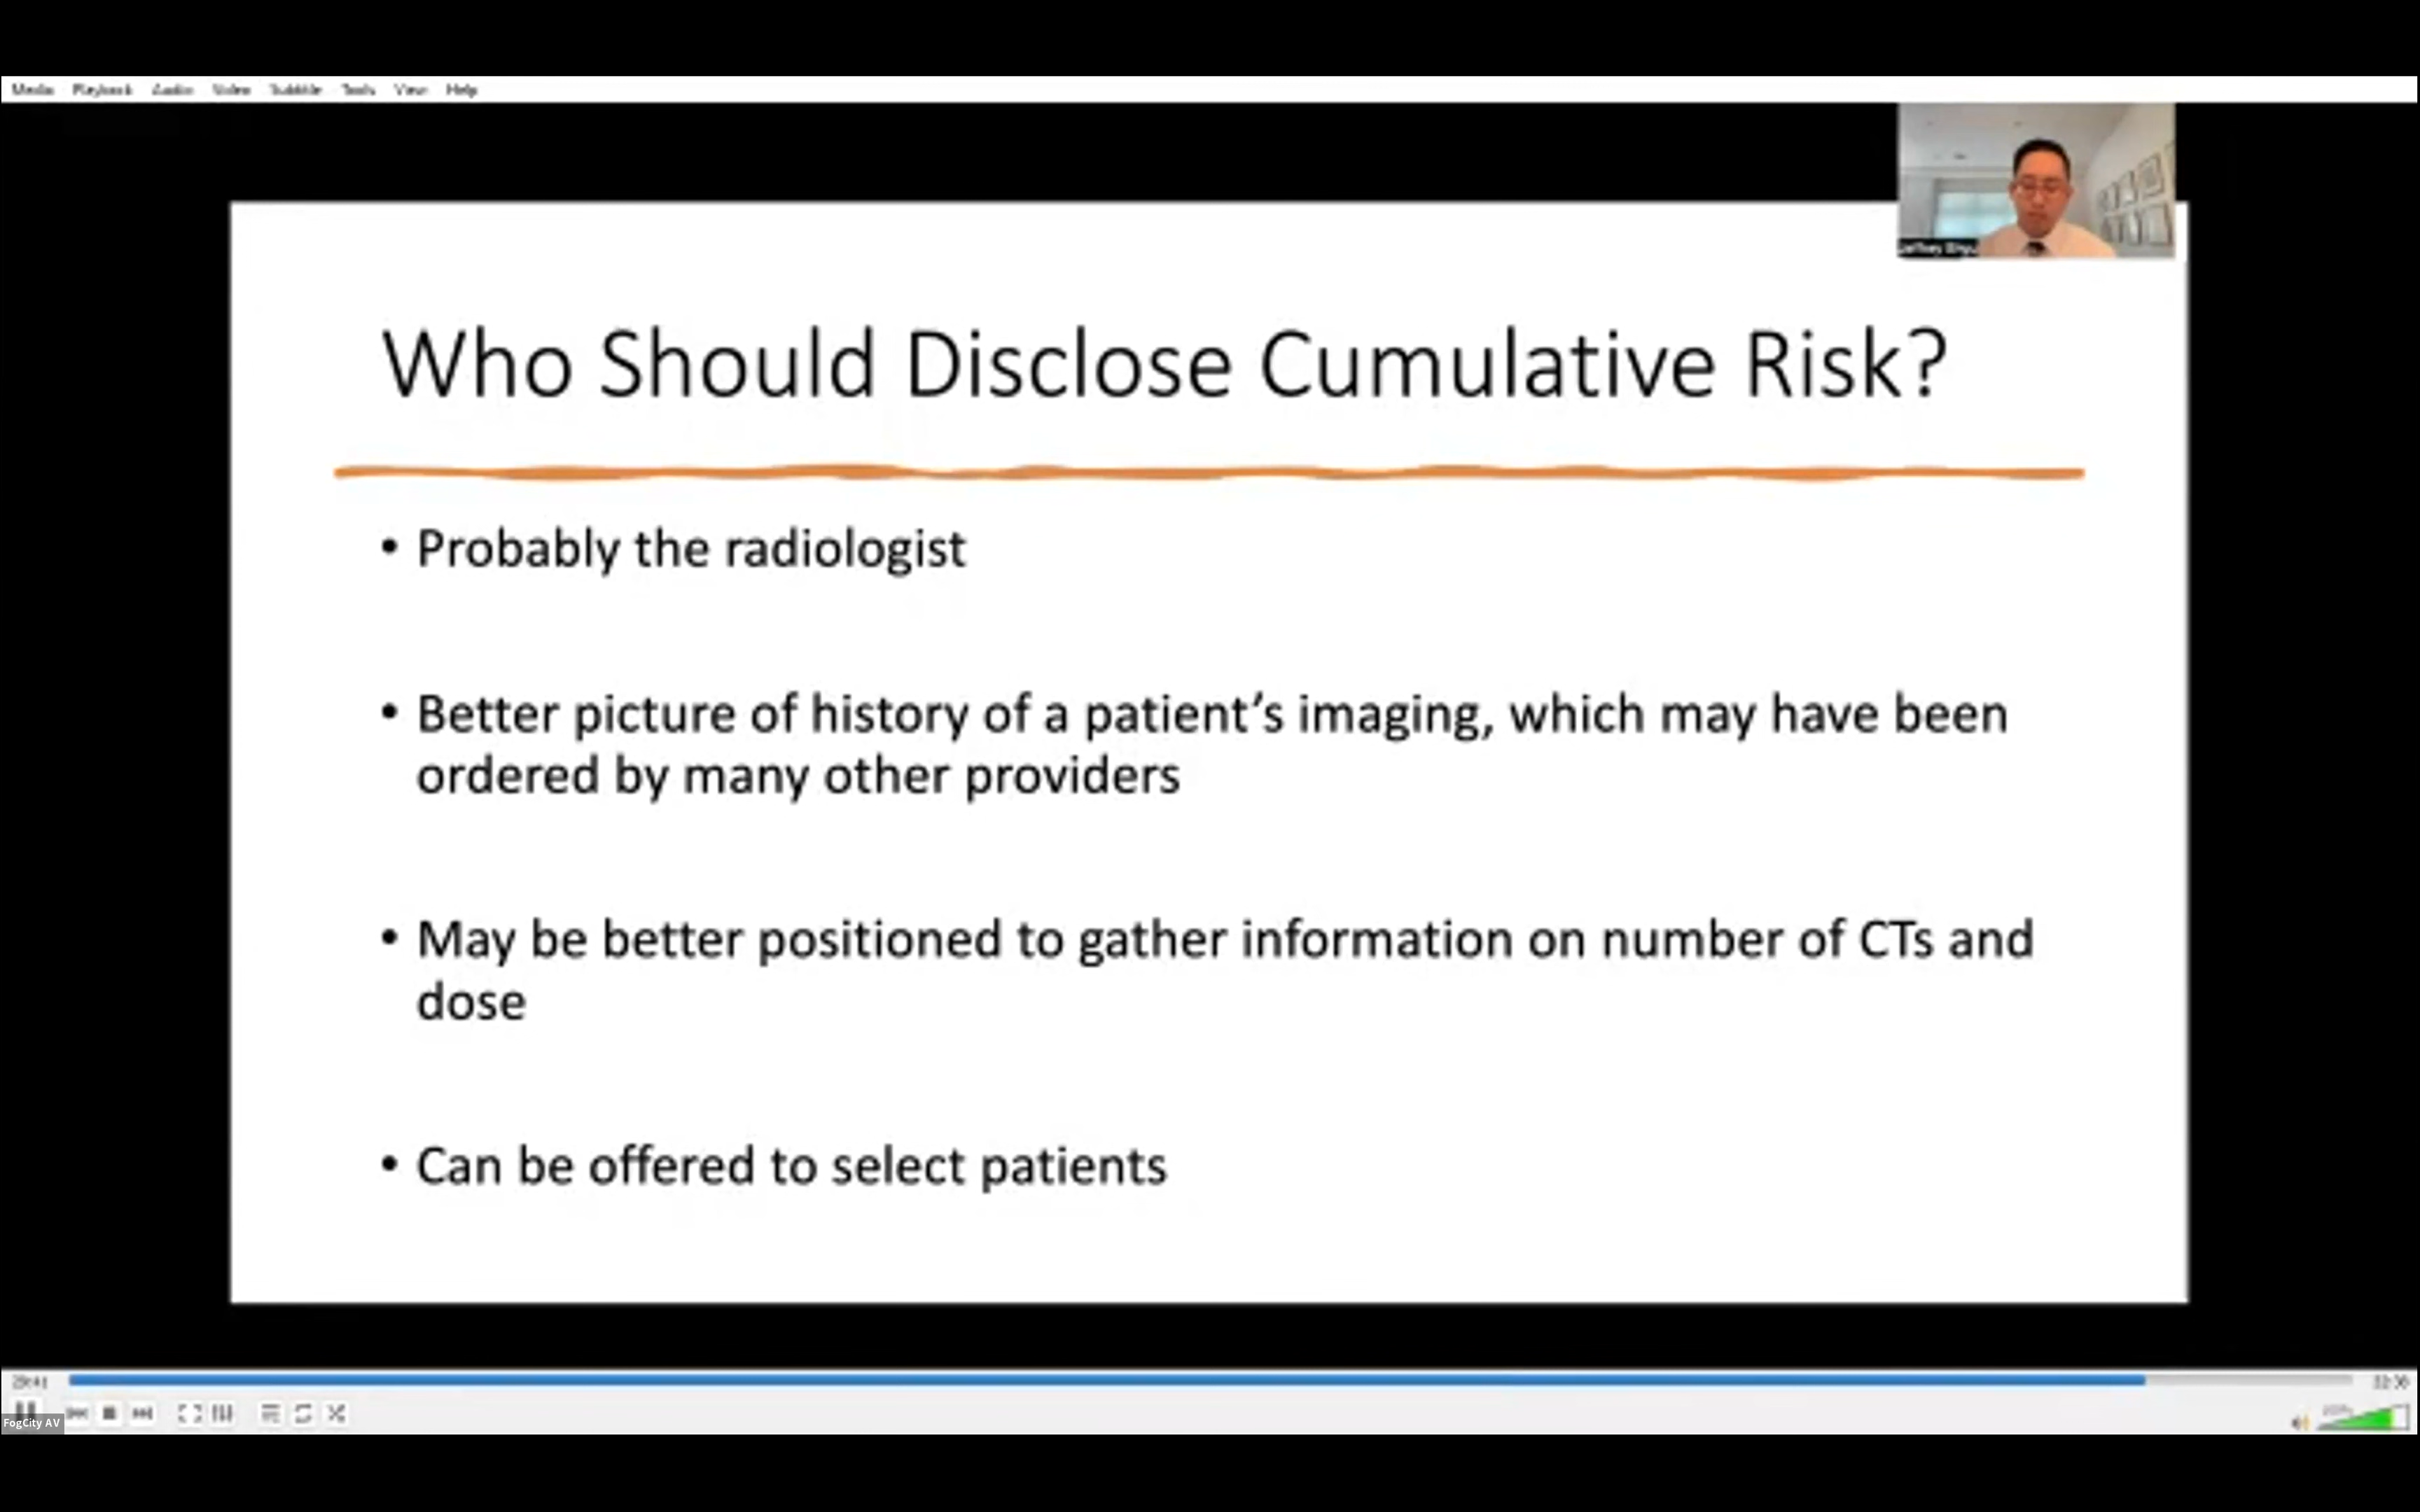 Media Playback Audio Video Subtitle Tools View Help
Who Should Disclose Cumulative Risk?
• Probably the radiologist
• Better picture of history of a patient’s imaging, which may have been
ordered by many other providers
• May be better positioned to gather information on number of CTs and
dose
• Can be offered to select patients
29:41
FogCity AV